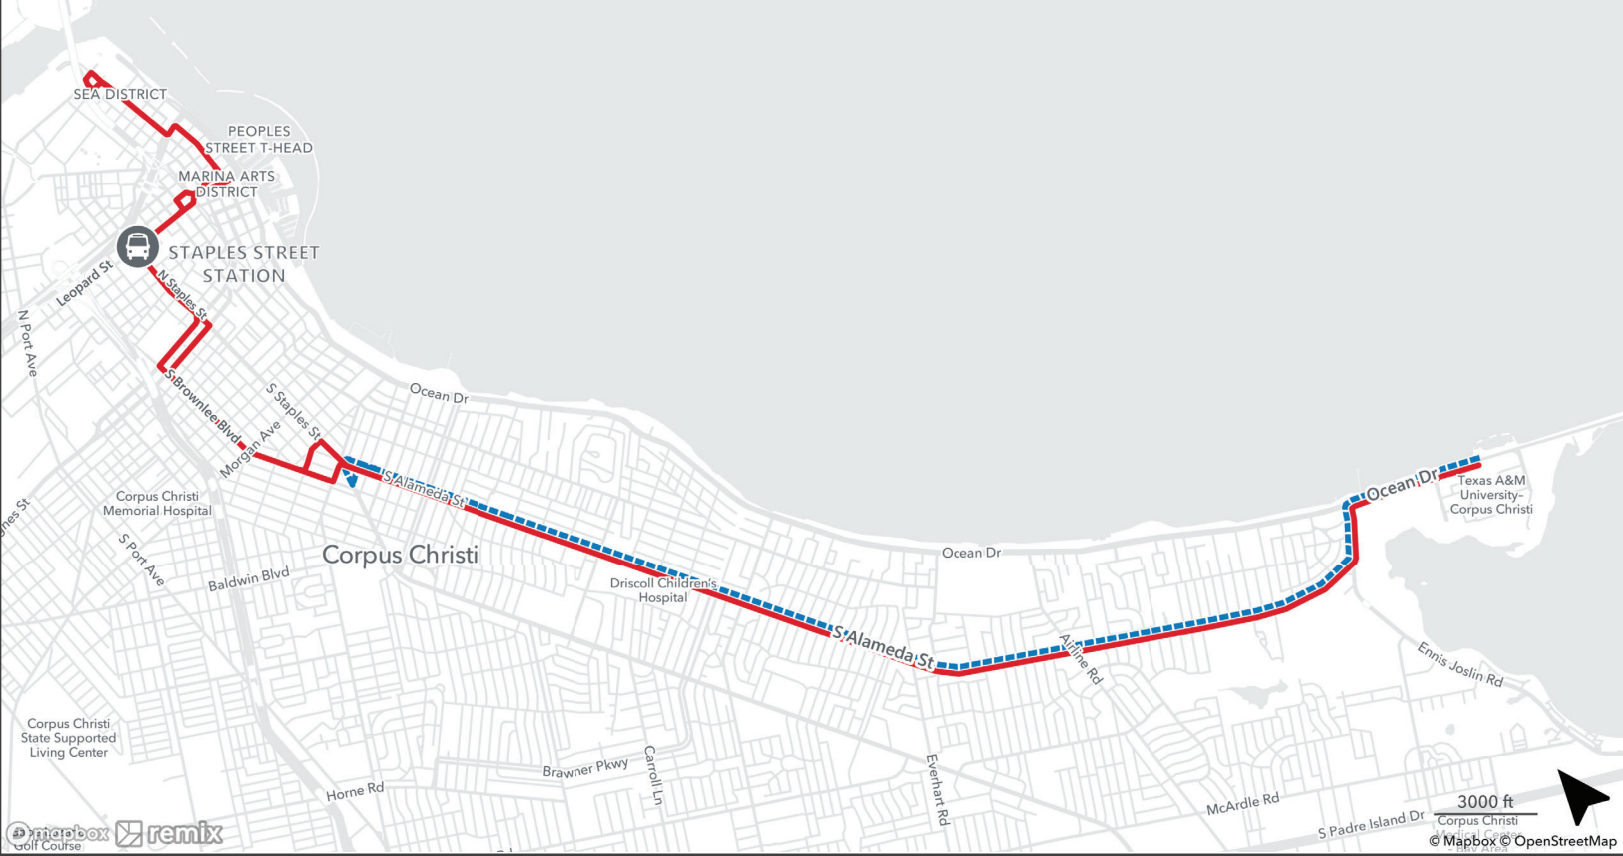 SEA DISTRICT
PEOPLES
STREET T-HEAD
MARINA ARTS
DISTRICT
STAPLES STREET
STATION
Leopard St
N Staples St
N Port Ave
S Brownlee Blvd
S Staples St
Morgan Ave
Ocean Dr
S Alameda St
Corpus Christi
Memorial Hospital
S Port Ave
Baldwin Blvd
Corpus Christi
Driscoll Children's
Hospital
Ocean Dr
S Alameda St
Airline Rd
Ocean Dr
Texas A&M
University-
Corpus Christi
Ennis Joslin Rd
Corpus Christi
State Supported
Living Center
Horne Rd
Brawner Pkwy
Carroll Ln
Everhart Rd
McArdle Rd
S Padre Island Dr
3000 ft
Corpus Christi
Medical Center
- Bay Area
mapbox remix
Golf Course
© Mapbox © OpenStreetMap